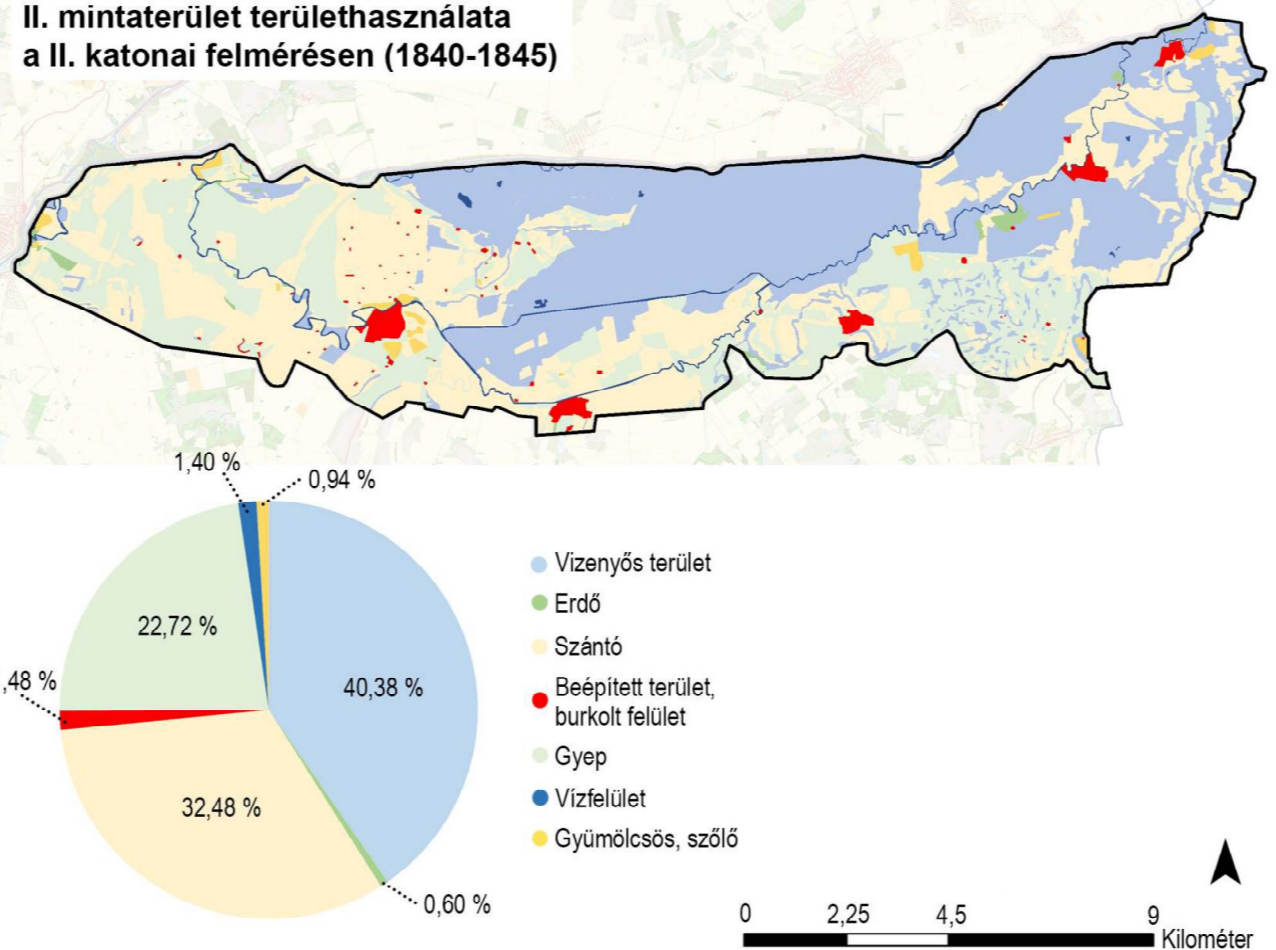 II. mintaterület területhasználata
a II. katonai felmérésen (1840-1845)
1,40 %
0,94 %
22,72 %
40,38 %
,48 %
32,48 %
0,60 %
Vizenyős terület
Erdő
Szántó
Beépített terület,
burkolt felület
Gyep
Vízfelület
Gyümölcsös, szőlő
0 2,25 4,5 9
Kilométer